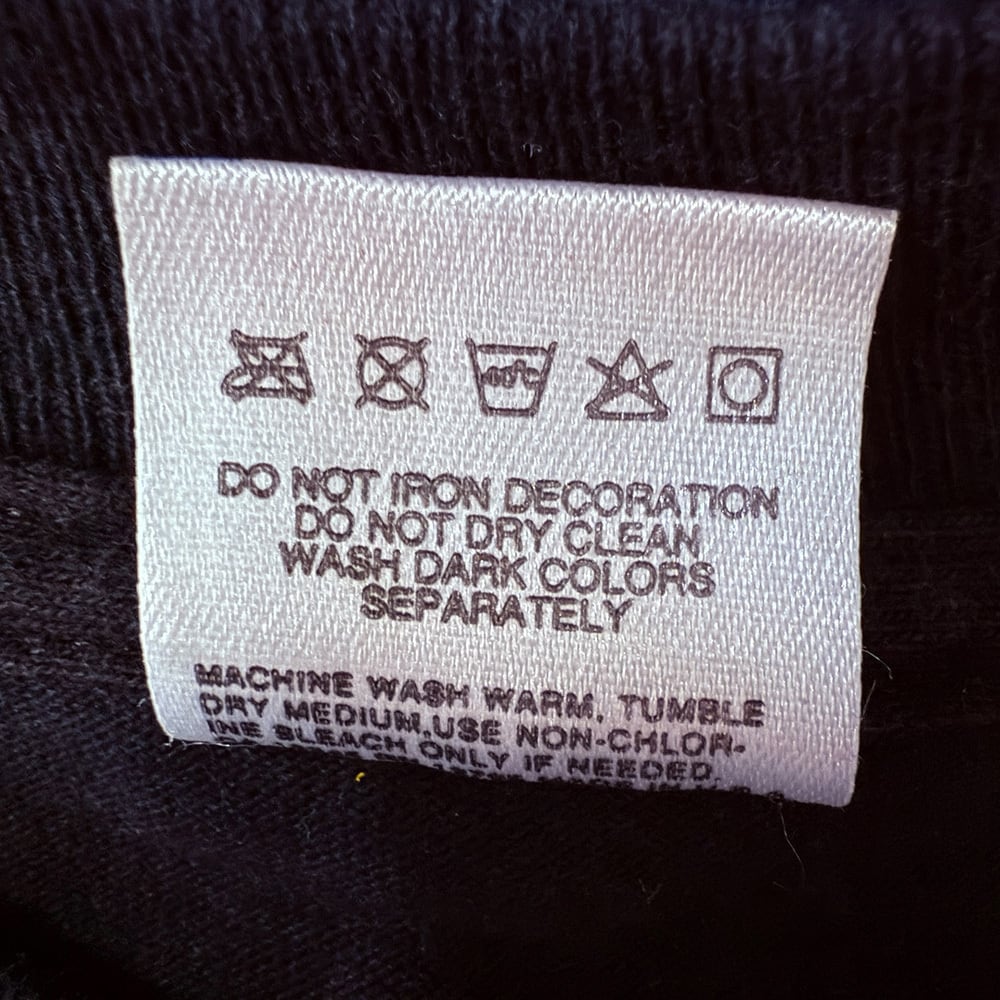 DO NOT IRON DECORATION
DO NOT DRY CLEAN
WASH DARK COLORS
SEPARATELY
MACHINE WASH WARM, TUMBLE
DRY MEDIUM.USE NON-CHLOR-
INE BLEACH ONLY IF NEEDED.